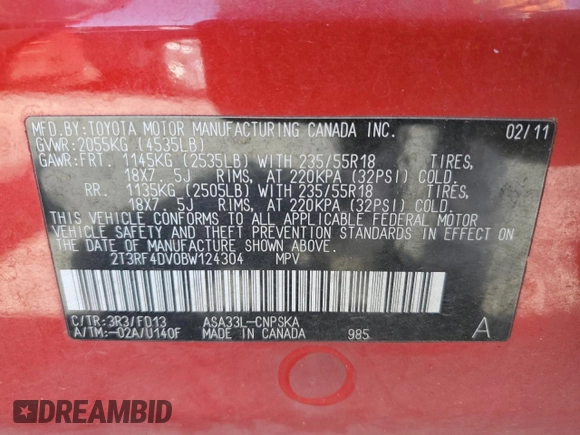 MFD.BY:TOYOTA MOTOR MANUFACTURING CANADA INC. 02/11
GVWR:2055KG (4535LB)
GAWR:FRT. 1145KG (2535LB) WITH 235/55R18 TIRES,
18X7. 5J RIMS, AT 220KPA (32PSI) COLD.
RR. 1135KG (2505LB) WITH 235/55R18 TIRES,
18X7. 5J RIMS, AT 220KPA (32PSI) COLD.
THIS VEHICLE CONFORMS TO ALL APPLICABLE FEDERAL MOTOR
VEHICLE SAFETY AND THEFT PREVENTION STANDARDS IN EFFECT ON
THE DATE OF MANUFACTURE SHOWN ABOVE.
2T3RF4DV0BW124304 MPV
C/TR:3R3/FD13 ASA33L-CNPSKA
A/TM:-02A/U140F MADE IN CANADA 985 A
DREAMBID